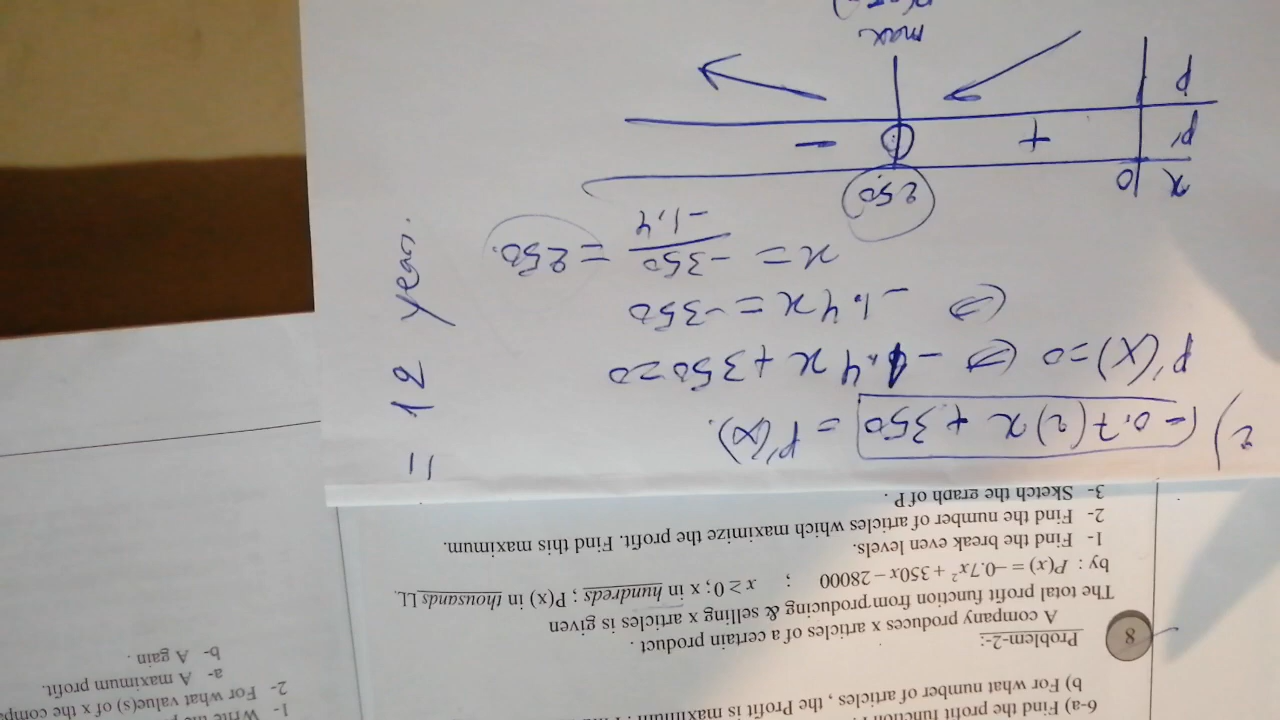 6-a) Find the profit function
b) For what number of articles , the Profit is maximum
8
Problem-2-:
A company produces x articles of a certain product .
The total profit function from producing & selling x articles is given
by : P(x) = –0.7x² + 350x – 28000 ; x ≥ 0 ; x in hundreds ; P(x) in thousands LL.
1- Find the break even levels.
2- Find the number of articles which maximize the profit. Find this maximum.
3- Sketch the graph of P .
1- Write the
2- For what value(s) of x the comp
a- A maximum profit.
b- A gain .
2) (-0,7(2)x + 350 = P'(x).
P'(x)=0 ⇔ -1.4x+350=0
⇔ -1.4x=-350
x = -350/-1,4 = 250.
x 0 250
P' + 0 -
P
max
= 12 years.